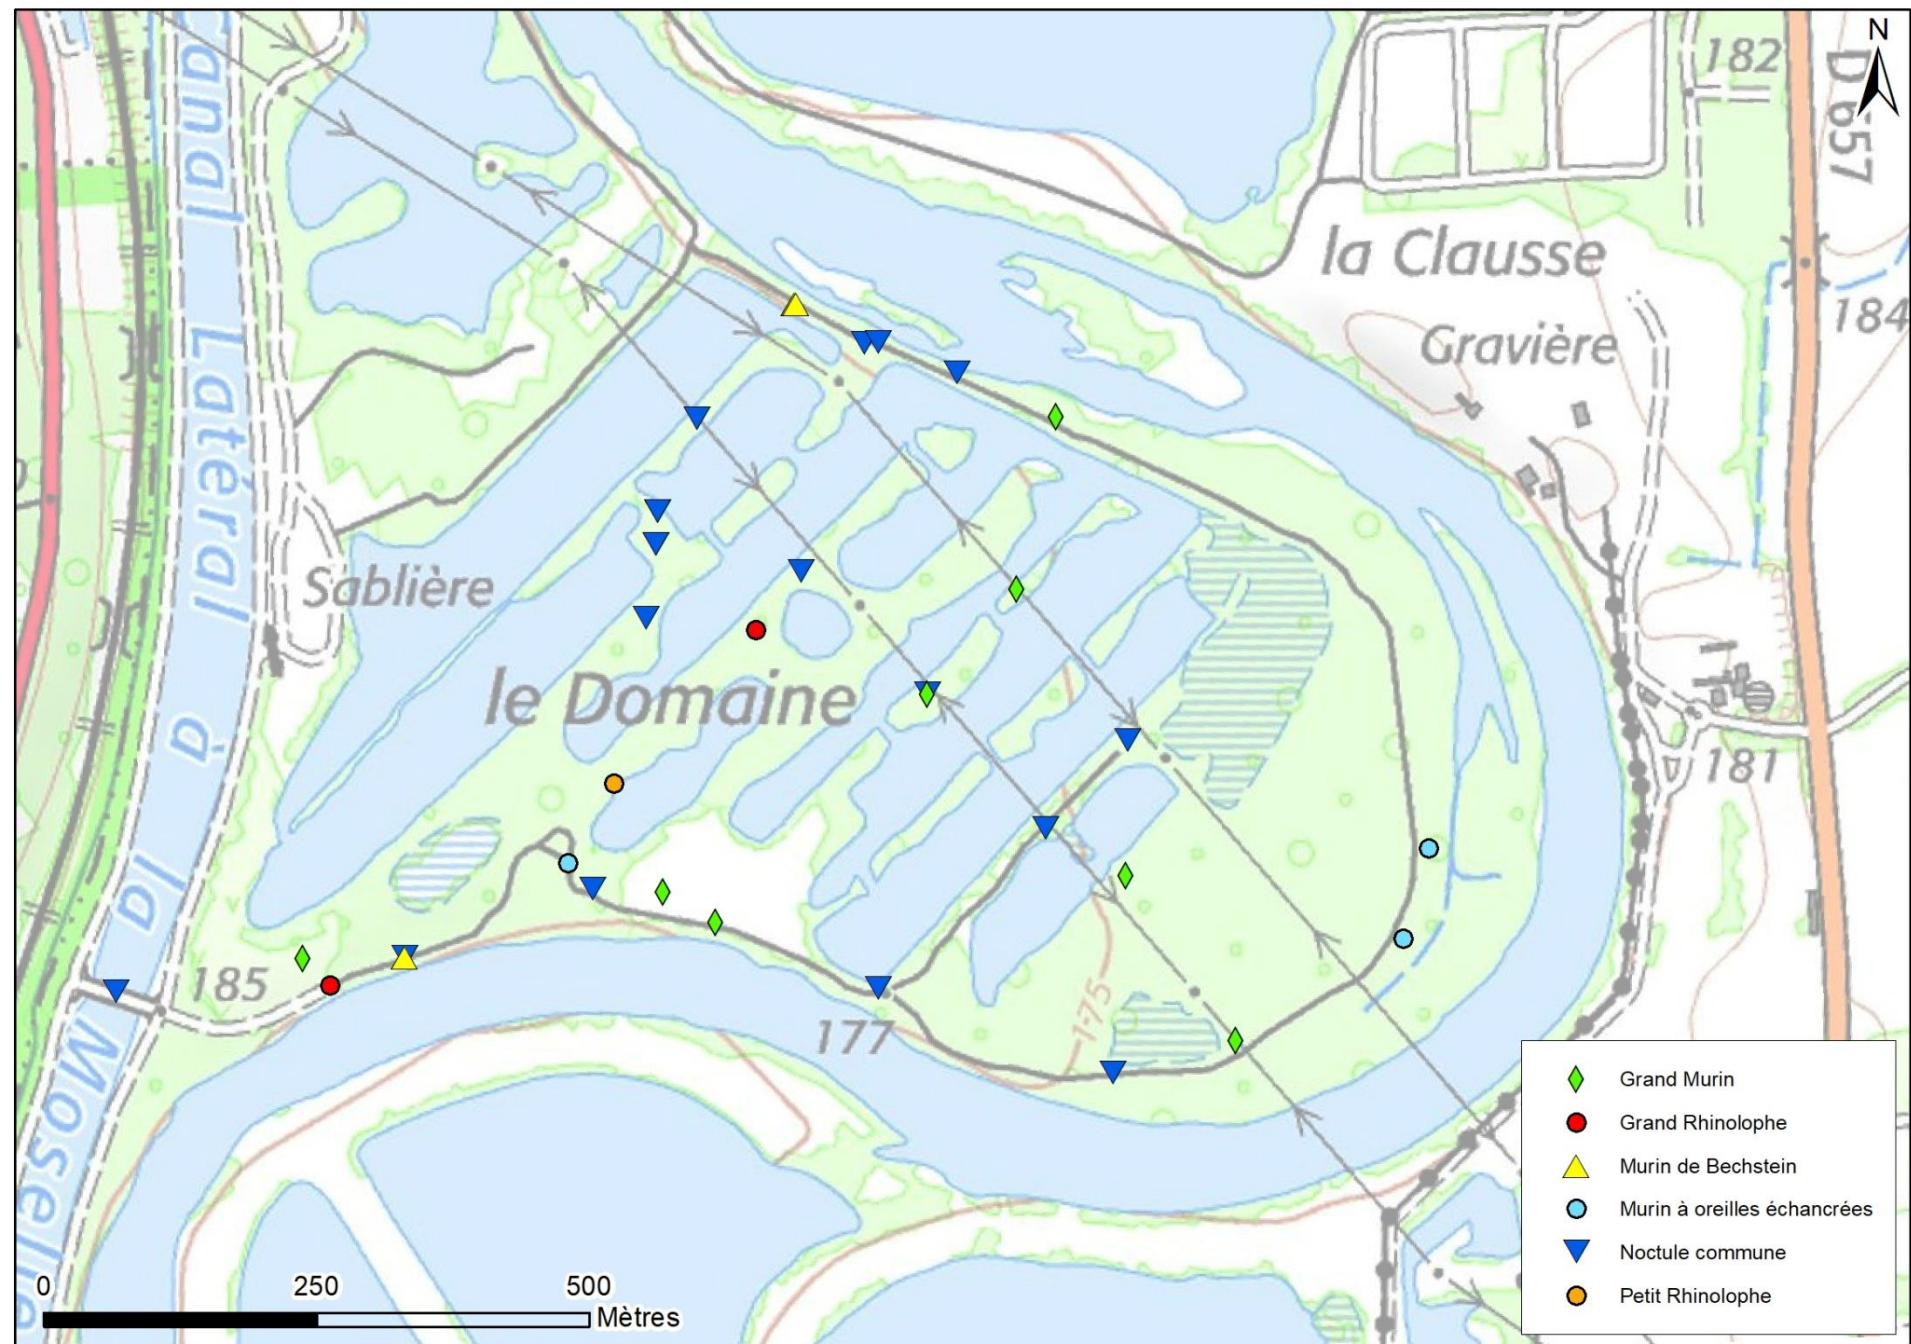 N
182
D 657
Canal Latéral à la Moselle
la Clausse
184
Gravière
Sablière
le Domaine
181
185
177
175
0 250 500
Mètres
Grand Murin
Grand Rhinolophe
Murin de Bechstein
Murin à oreilles échancrées
Noctule commune
Petit Rhinolophe